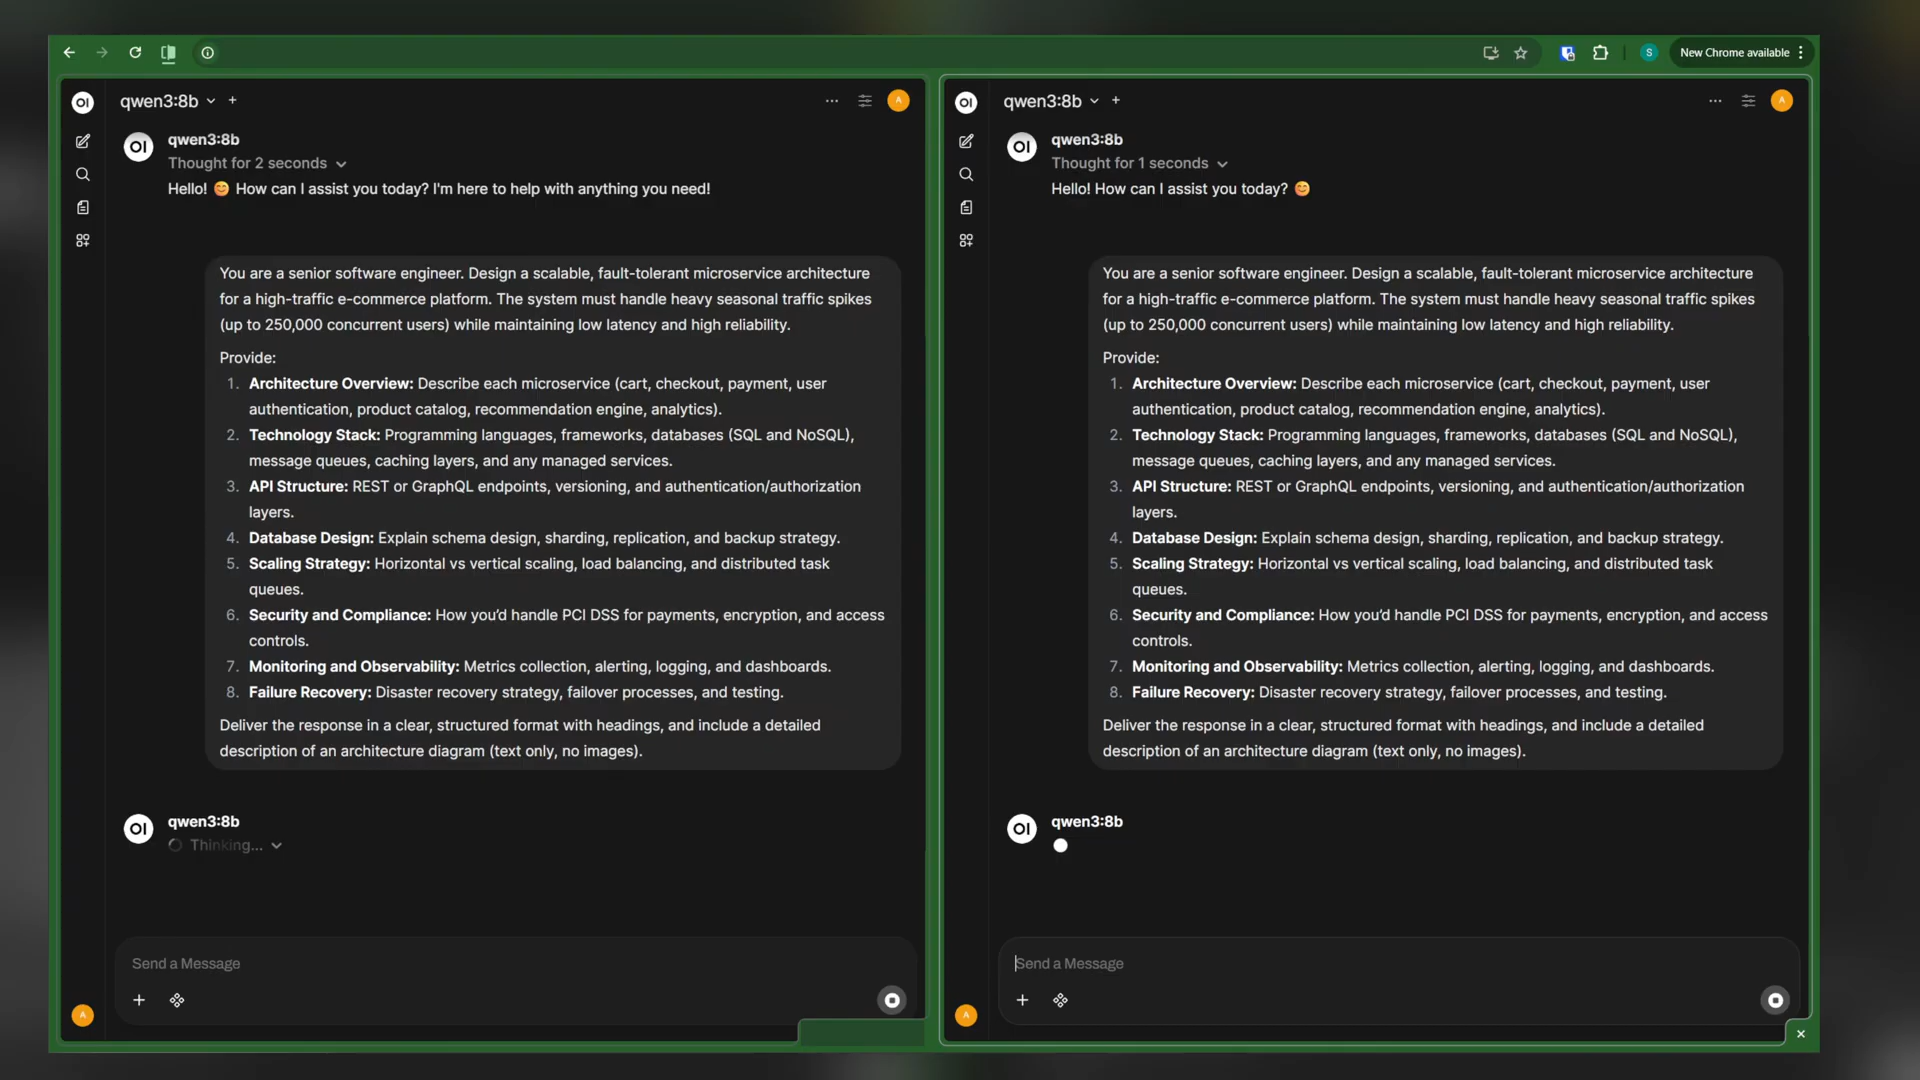 New Chrome available
S
OI
qwen3:8b
A
OI
qwen3:8b
Thought for 2 seconds
Hello! 😊 How can I assist you today? I'm here to help with anything you need!
You are a senior software engineer. Design a scalable, fault-tolerant microservice architecture
for a high-traffic e-commerce platform. The system must handle heavy seasonal traffic spikes
(up to 250,000 concurrent users) while maintaining low latency and high reliability.
Provide:
1. Architecture Overview: Describe each microservice (cart, checkout, payment, user
authentication, product catalog, recommendation engine, analytics).
2. Technology Stack: Programming languages, frameworks, databases (SQL and NoSQL),
message queues, caching layers, and any managed services.
3. API Structure: REST or GraphQL endpoints, versioning, and authentication/authorization
layers.
4. Database Design: Explain schema design, sharding, replication, and backup strategy.
5. Scaling Strategy: Horizontal vs vertical scaling, load balancing, and distributed task
queues.
6. Security and Compliance: How you’d handle PCI DSS for payments, encryption, and access
controls.
7. Monitoring and Observability: Metrics collection, alerting, logging, and dashboards.
8. Failure Recovery: Disaster recovery strategy, failover processes, and testing.
Deliver the response in a clear, structured format with headings, and include a detailed
description of an architecture diagram (text only, no images).
OI
qwen3:8b
Thinking...
Send a Message
A
OI
qwen3:8b
A
OI
qwen3:8b
Thought for 1 seconds
Hello! How can I assist you today? 😊
You are a senior software engineer. Design a scalable, fault-tolerant microservice architecture
for a high-traffic e-commerce platform. The system must handle heavy seasonal traffic spikes
(up to 250,000 concurrent users) while maintaining low latency and high reliability.
Provide:
1. Architecture Overview: Describe each microservice (cart, checkout, payment, user
authentication, product catalog, recommendation engine, analytics).
2. Technology Stack: Programming languages, frameworks, databases (SQL and NoSQL),
message queues, caching layers, and any managed services.
3. API Structure: REST or GraphQL endpoints, versioning, and authentication/authorization
layers.
4. Database Design: Explain schema design, sharding, replication, and backup strategy.
5. Scaling Strategy: Horizontal vs vertical scaling, load balancing, and distributed task
queues.
6. Security and Compliance: How you’d handle PCI DSS for payments, encryption, and access
controls.
7. Monitoring and Observability: Metrics collection, alerting, logging, and dashboards.
8. Failure Recovery: Disaster recovery strategy, failover processes, and testing.
Deliver the response in a clear, structured format with headings, and include a detailed
description of an architecture diagram (text only, no images).
OI
qwen3:8b
Send a Message
A